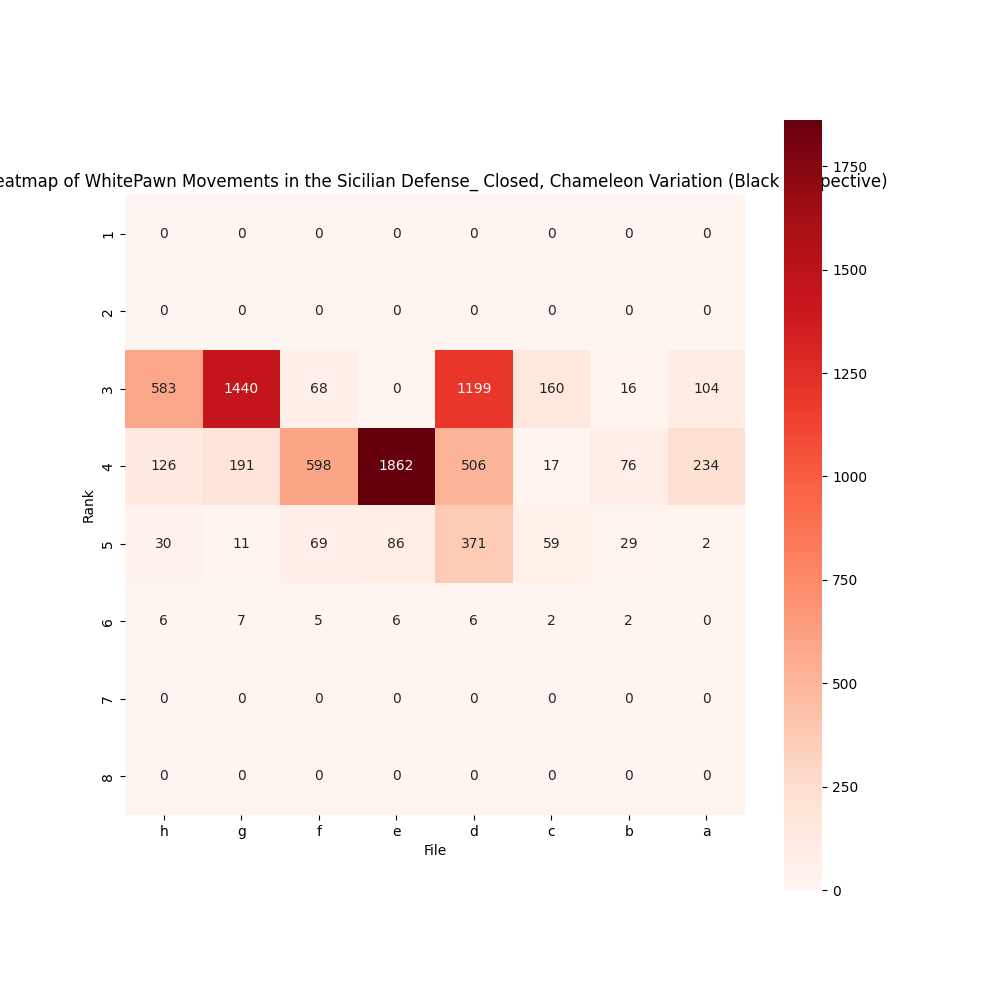 eatmap of WhitePawn Movements in the Sicilian Defense_ Closed, Chameleon Variation (Black pective)
1750
1 0 0 0 0 0 0 0 0
1500
2 0 0 0 0 0 0 0 0
3 583 1440 68 0 1199 160 16 104
1250
4 126 191 598 1862 506 17 76 234
1000
Rank
5 30 11 69 86 371 59 29 2
750
6 6 7 5 6 6 2 2 0
500
7 0 0 0 0 0 0 0 0
250
8 0 0 0 0 0 0 0 0
h g f e d c b a
File
0